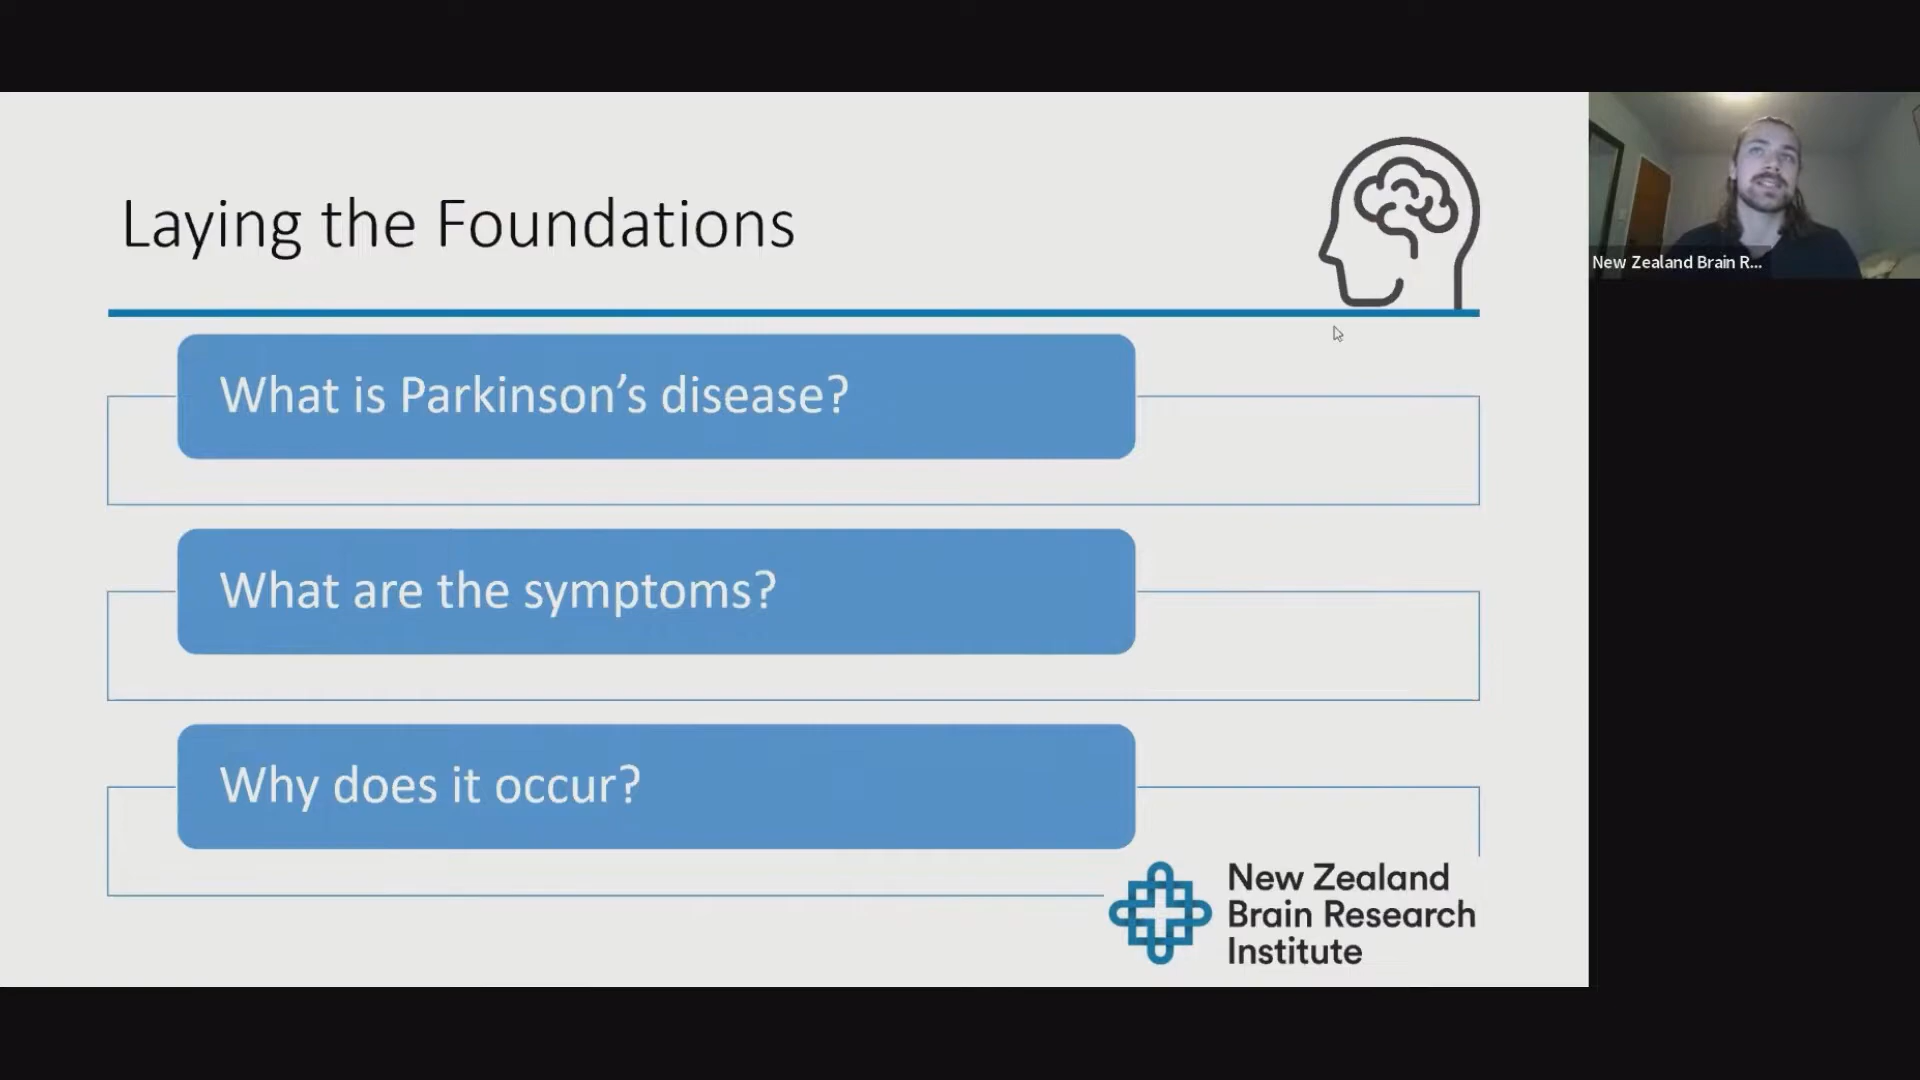 Laying the Foundations
What is Parkinson’s disease?
What are the symptoms?
Why does it occur?
New Zealand
Brain Research
Institute
New Zealand Brain R...